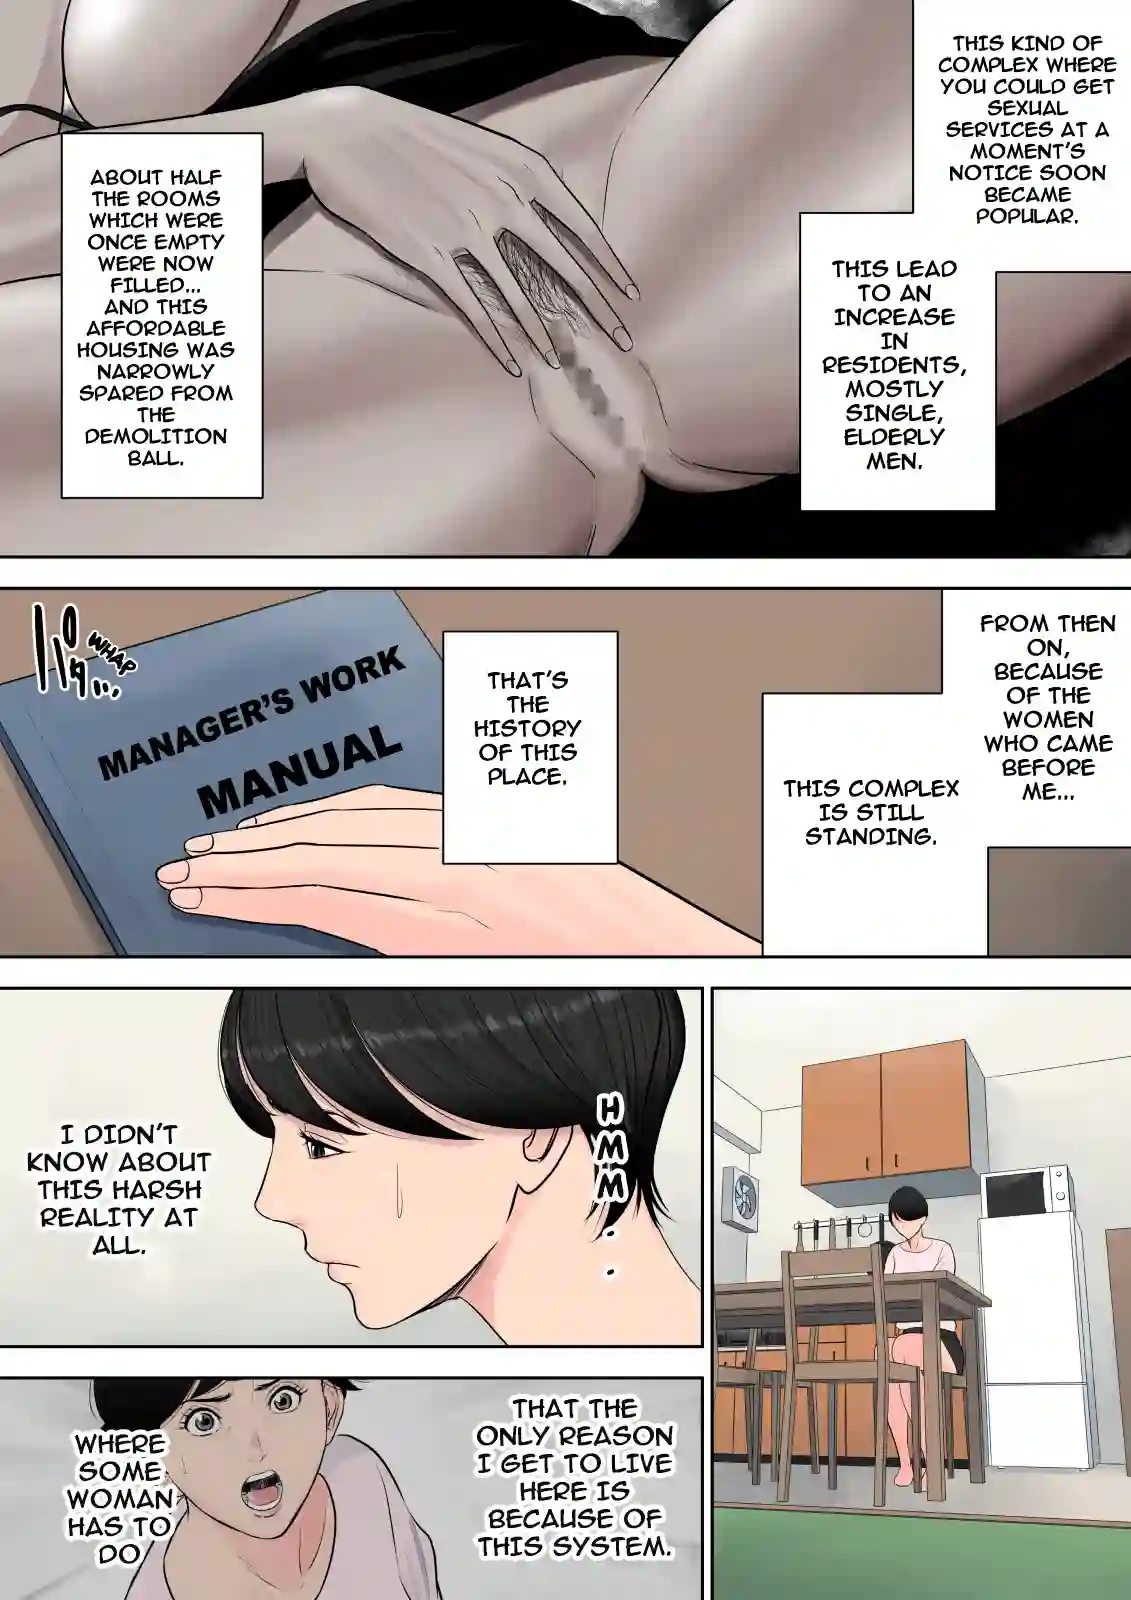 THIS KIND OF
COMPLEX WHERE
YOU COULD GET
SEXUAL
SERVICES AT A
MOMENT'S
NOTICE SOON
BECAME
POPULAR.
THIS LEAD
TO AN
INCREASE
IN
RESIDENTS,
MOSTLY
SINGLE,
ELDERLY
MEN.
ABOUT HALF
THE ROOMS
WHICH WERE
ONCE EMPTY
WERE NOW
FILLED...
AND THIS
AFFORDABLE
HOUSING WAS
NARROWLY
SPARED FROM
THE
DEMOLITION
BALL.
FROM THEN
ON,
BECAUSE
OF THE
WOMEN
WHO CAME
BEFORE
ME...
THIS COMPLEX
IS STILL
STANDING.
THAT'S
THE
HISTORY
OF THIS
PLACE.
パタ...
WHAP
MANAGER'S WORK
MANUAL
HMM...
I DIDN'T
KNOW ABOUT
THIS HARSH
REALITY AT
ALL.
THAT THE
ONLY REASON
I GET TO LIVE
HERE IS
BECAUSE OF
THIS SYSTEM.
WHERE
SOME
WOMAN
HAS TO
DO